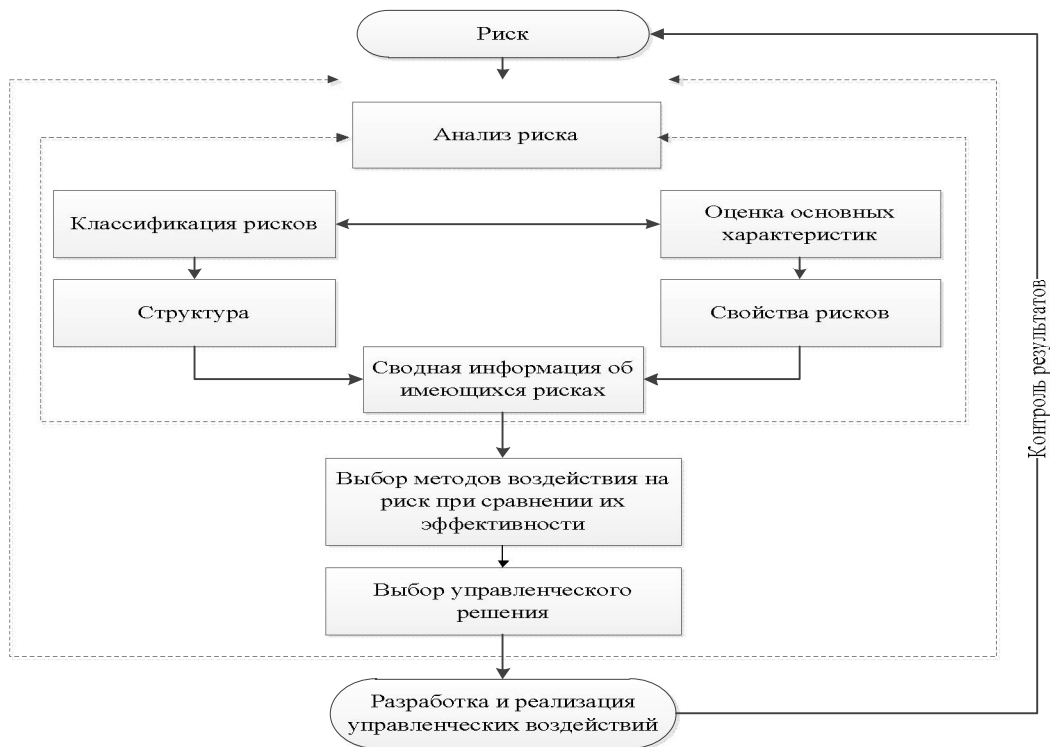 Риск
Анализ риска
Классификация рисков
Оценка основных
характеристик
Структура
Свойства рисков
Сводная информация об
имеющихся рисках
Выбор методов воздействия на
риск при сравнении их
эффективности
Выбор управленческого
решения
Разработка и реализация
управленческих воздействий
Контроль результатов